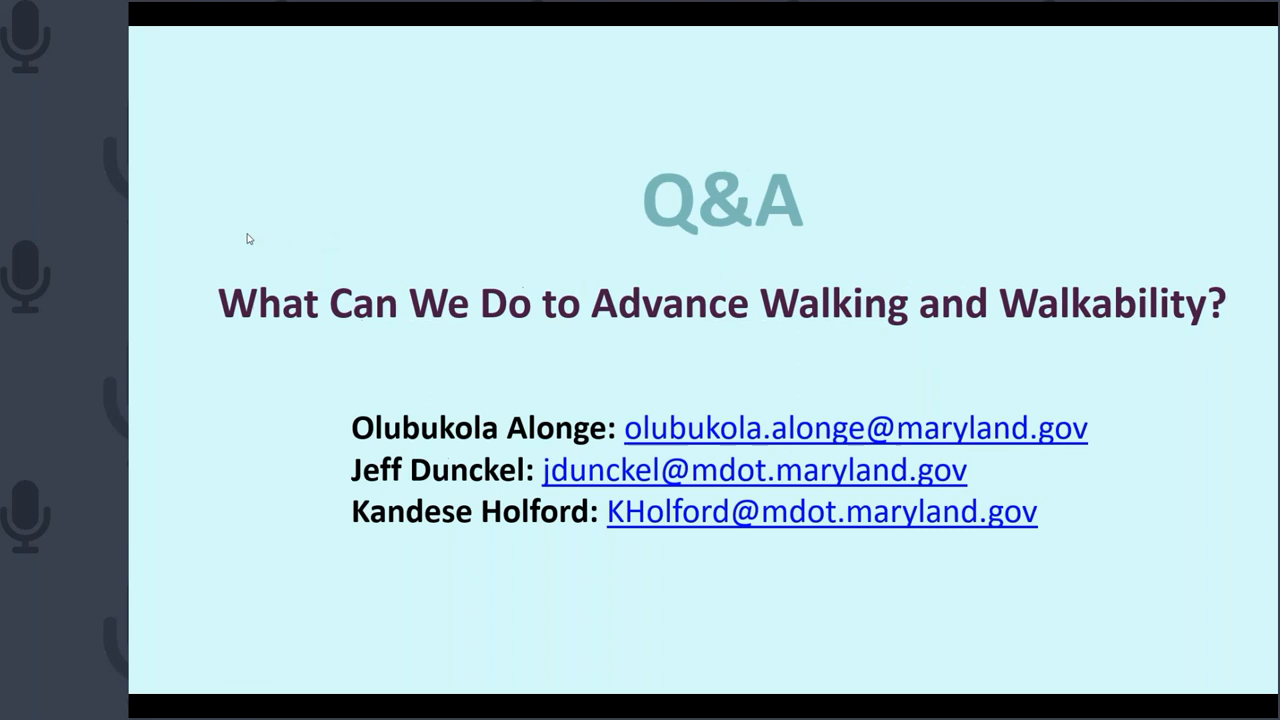 Q&A
What Can We Do to Advance Walking and Walkability?
Olubukola Alonge: olubukola.alonge@maryland.gov
Jeff Dunckel: jdunckel@mdot.maryland.gov
Kandese Holford: KHolford@mdot.maryland.gov